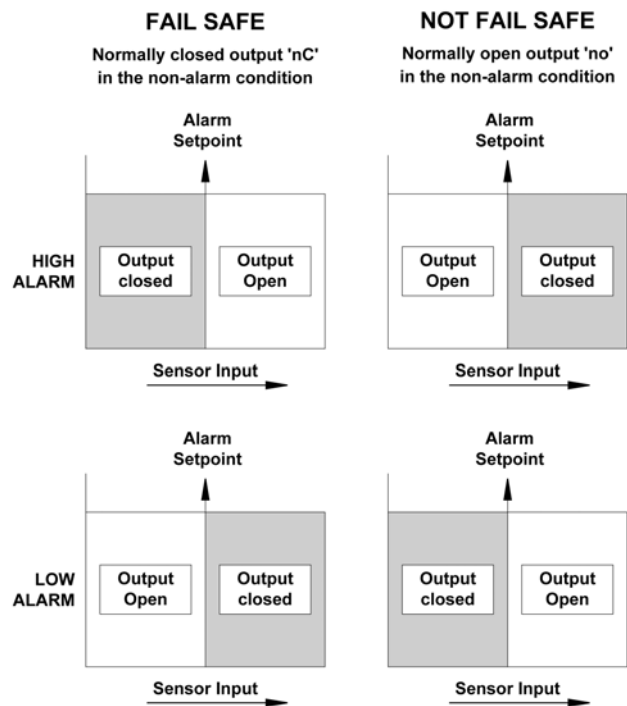 FAIL SAFE
Normally closed output 'nC'
in the non-alarm condition
NOT FAIL SAFE
Normally open output 'no'
in the non-alarm condition
Alarm
Setpoint
Alarm
Setpoint
HIGH
ALARM
Output
closed
Output
Open
Output
Open
Output
closed
Sensor Input
Sensor Input
Alarm
Setpoint
Alarm
Setpoint
LOW
ALARM
Output
Open
Output
closed
Output
closed
Output
Open
Sensor Input
Sensor Input